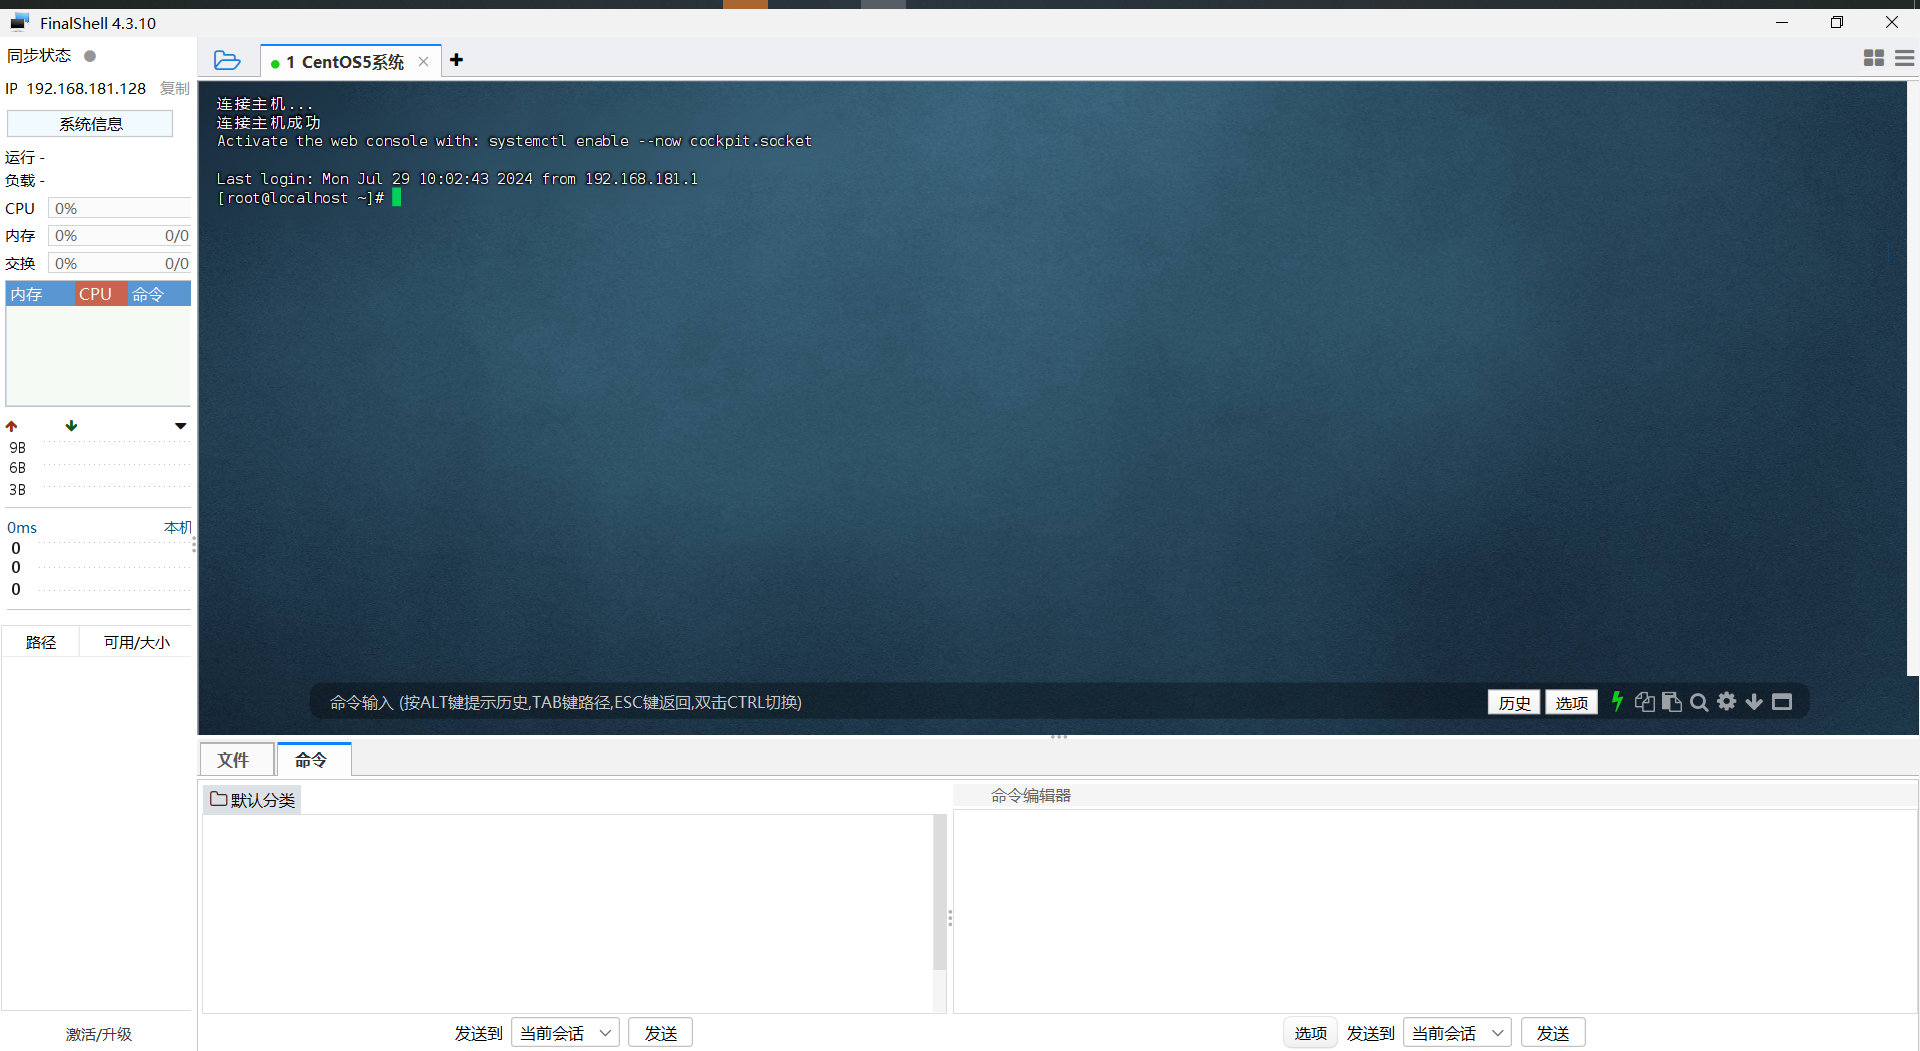 FinalShell 4.3.10
同步状态
IP 192.168.181.128 复制
系统信息
运行 -
负载 -
CPU 0%
内存 0% 0/0
交换 0% 0/0
内存 CPU 命令
9B
6B
3B
0ms 本机
0
0
0
路径 可用/大小
激活/升级
1 CentOS5系统
连接主机...
连接主机成功
Activate the web console with: systemctl enable --now cockpit.socket
Last login: Mon Jul 29 10:02:43 2024 from 192.168.181.1
[root@localhost ~]#
命令输入 (按ALT键提示历史,TAB键路径,ESC键返回,双击CTRL切换)
历史 选项
文件 命令
默认分类
命令编辑器
发送到 当前会话 发送
选项 发送到 当前会话 发送